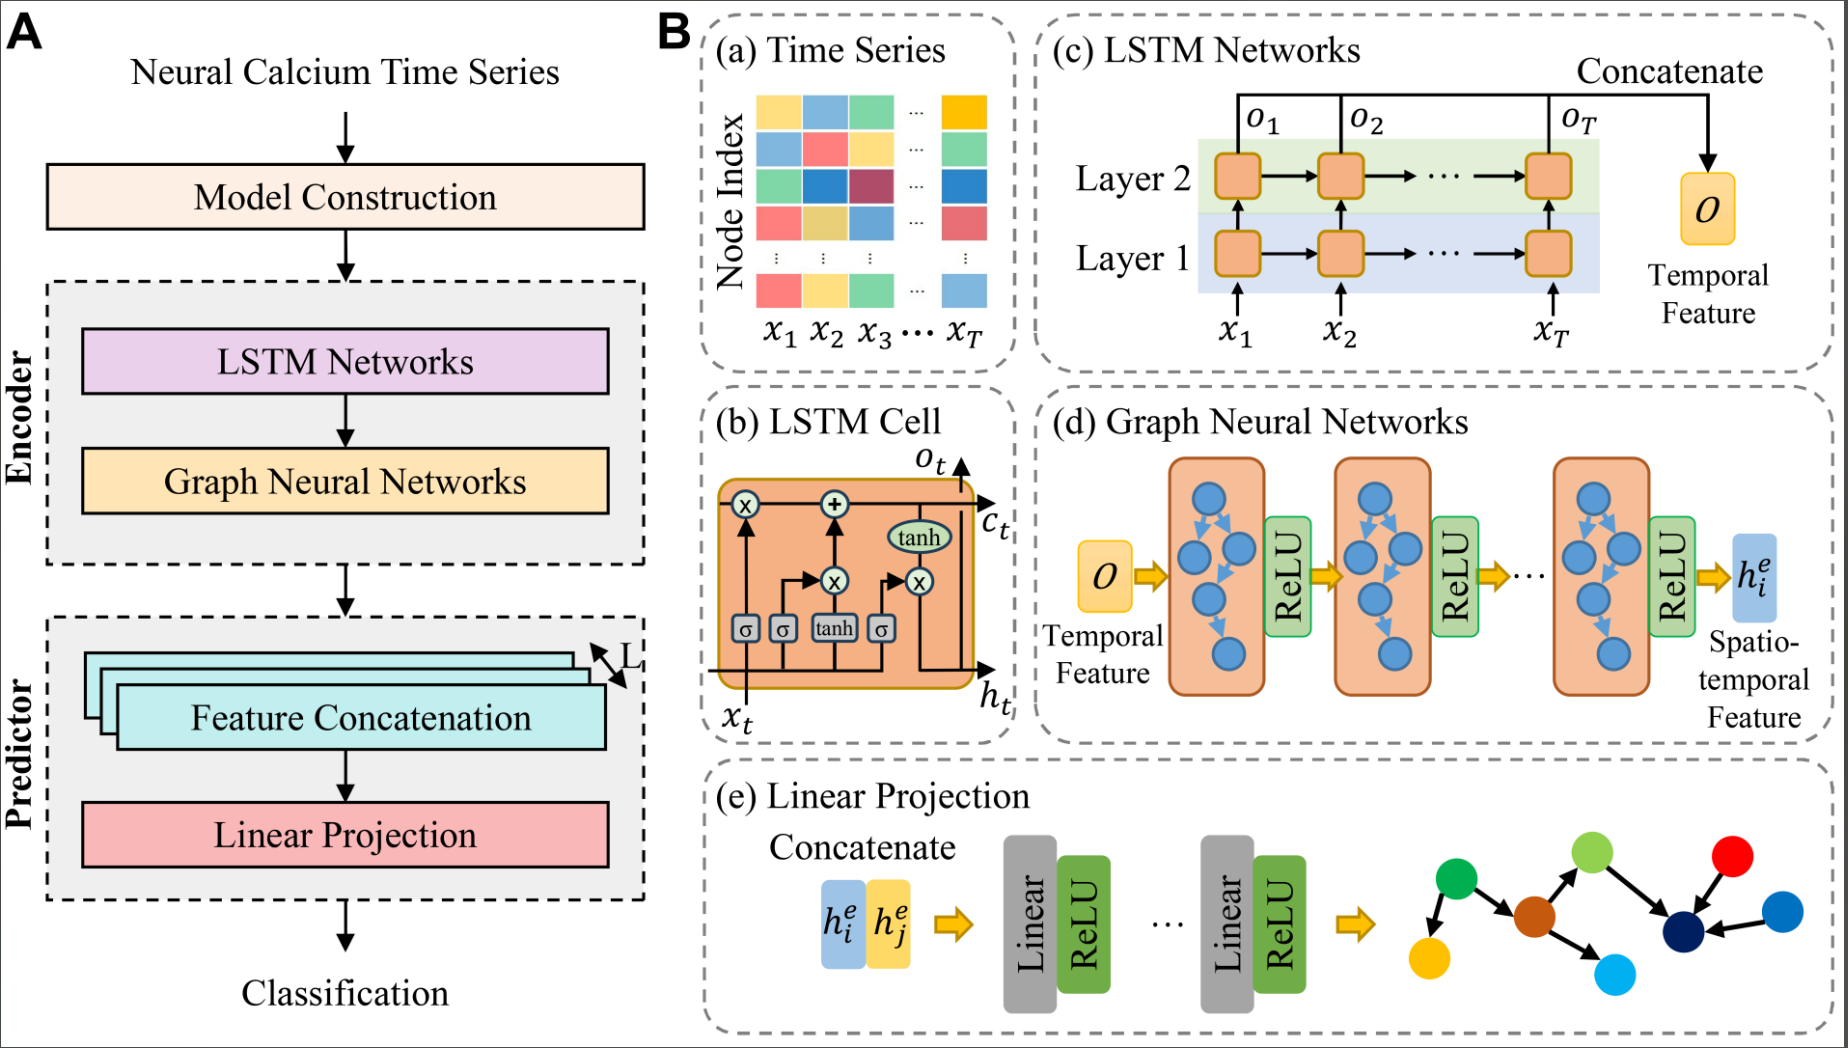 A
Neural Calcium Time Series
Model Construction
Encoder
LSTM Networks
Graph Neural Networks
Predictor
L
Feature Concatenation
Linear Projection
Classification
B
(a) Time Series
Node Index
...
...
...
...
... ... ... ...
...
x_1 x_2 x_3 ... x_T
(b) LSTM Cell
o_t
x +
c_t
tanh
x x
σ σ tanh σ
h_t
x_t
(c) LSTM Networks
Concatenate
o_1 o_2 o_T
Layer 2 ...
O
Layer 1 ...
Temporal
Feature
x_1 x_2 x_T
(d) Graph Neural Networks
O ReLU ReLU ... ReLU h_i^e
Temporal
Feature
Spatio-
temporal
Feature
(e) Linear Projection
Concatenate
h_i^e h_j^e Linear ReLU ... Linear ReLU